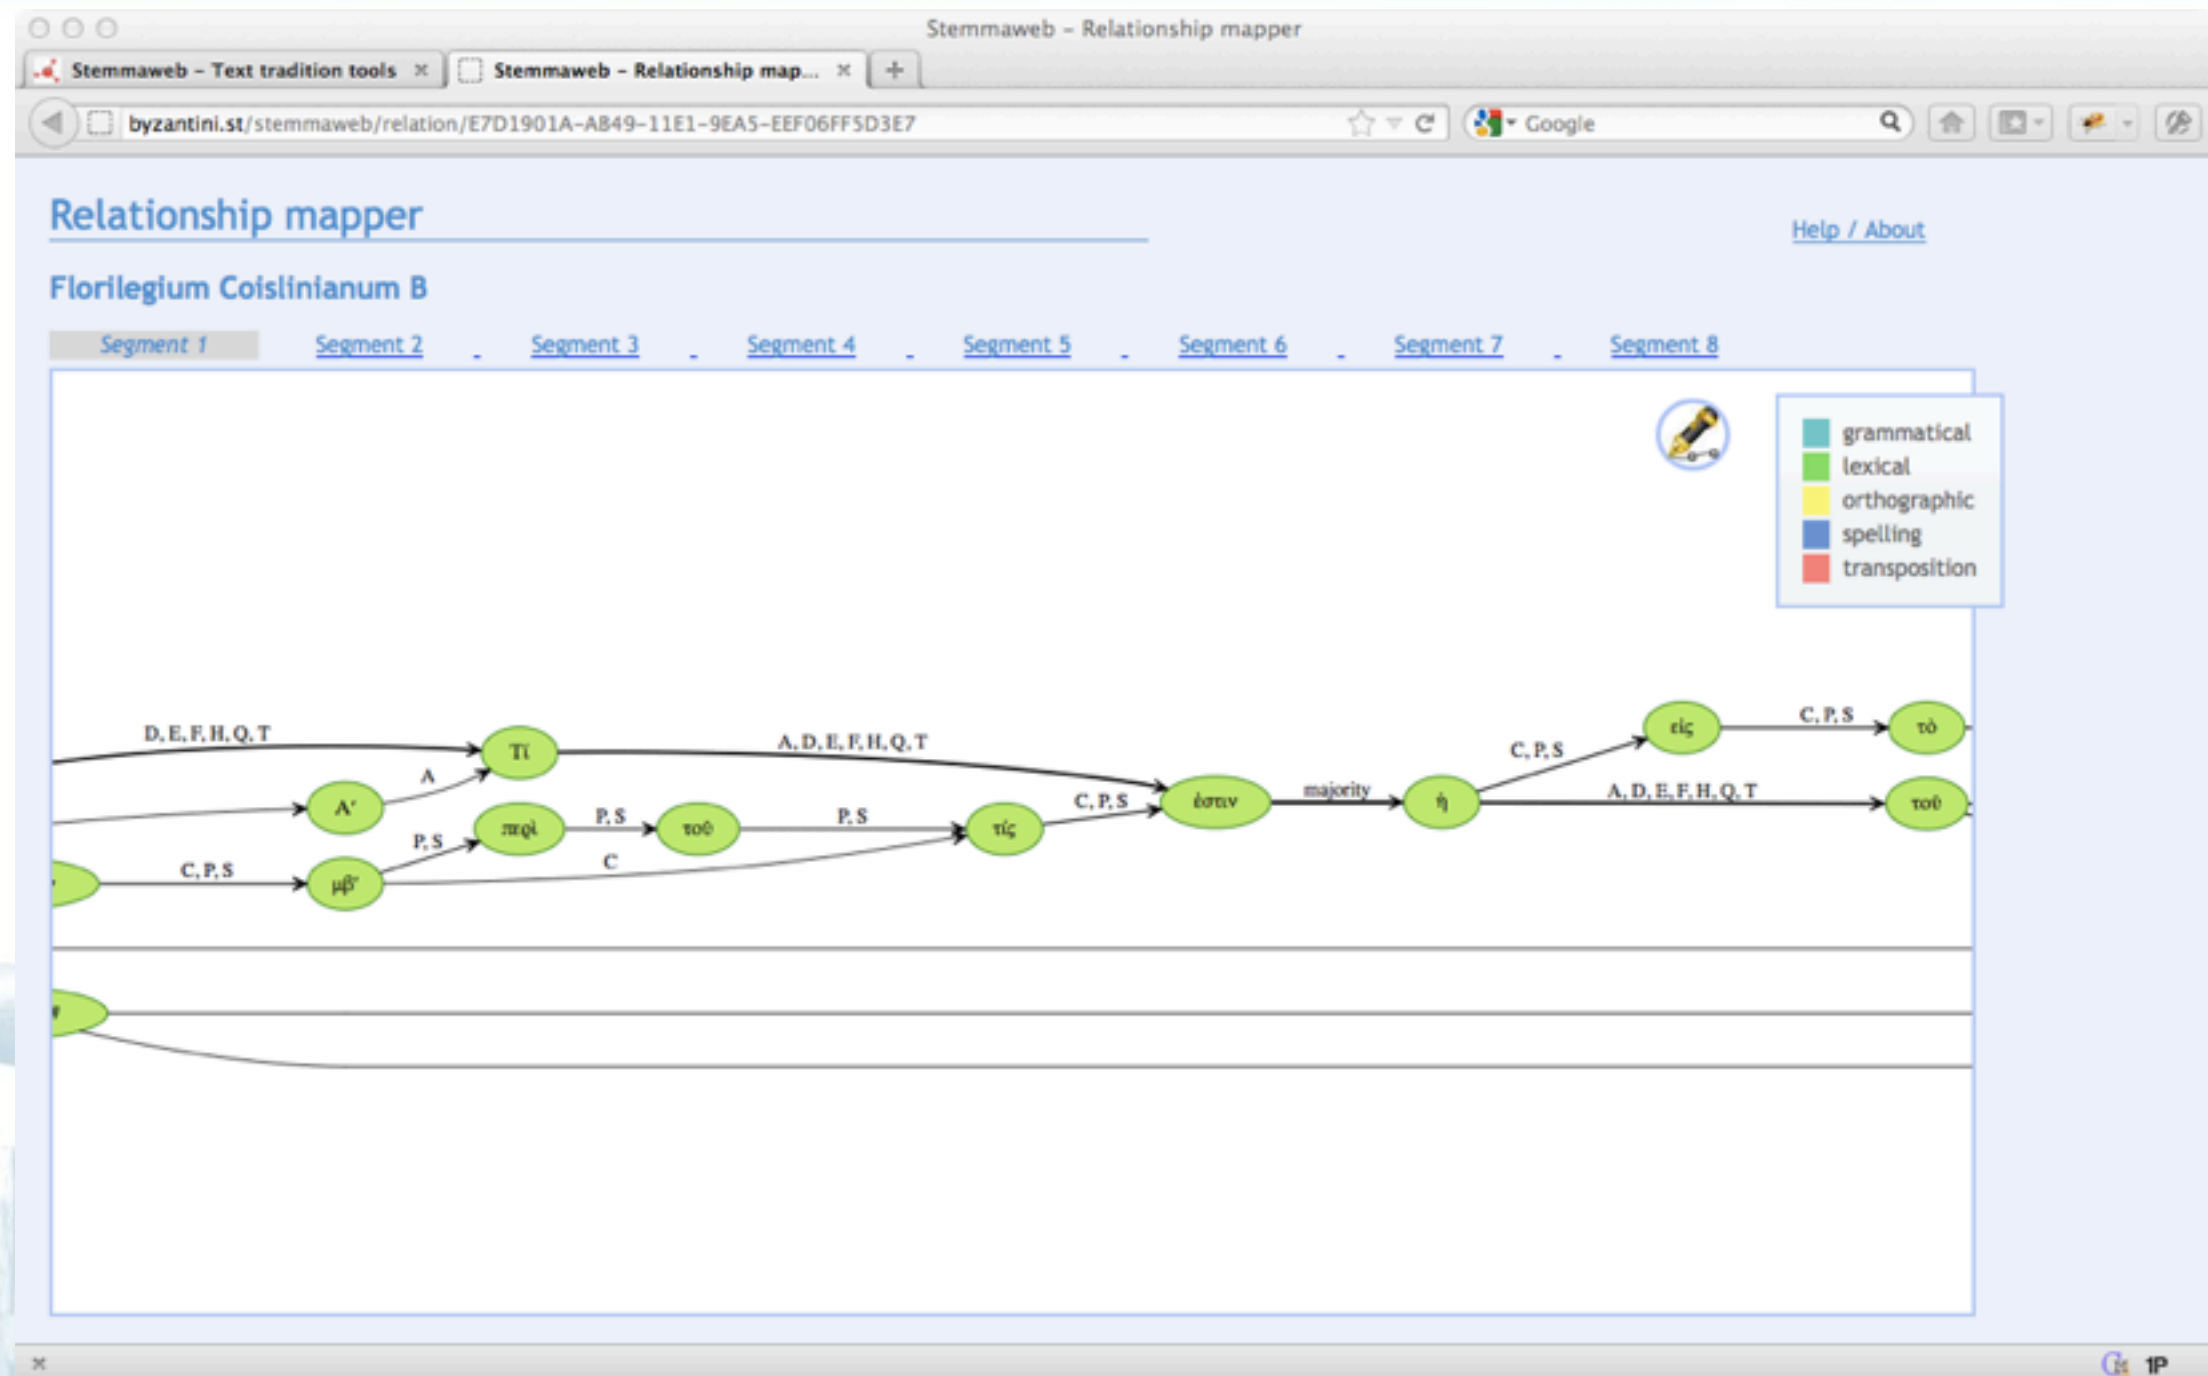 Stemmaweb – Relationship mapper
Stemmaweb – Text tradition tools
Stemmaweb – Relationship map...
byzantini.st/stemmaweb/relation/E7D1901A-AB49-11E1-9EA5-EEF06FF5D3E7
Google
Relationship mapper
Help / About
Florilegium Coislinianum B
Segment 1 Segment 2 Segment 3 Segment 4 Segment 5 Segment 6 Segment 7 Segment 8
grammatical
lexical
orthographic
spelling
transposition
D, E, F, H, Q, T
Τί
A, D, E, F, H, Q, T
A
Α′
περὶ
P, S
τοῦ
P, S
τίς
C, P, S
ἐστιν
majority
ἡ
C, P, S
εἰς
C, P, S
τὸ
A, D, E, F, H, Q, T
τοῦ
C, P, S
μβ′
P, S
C
1P